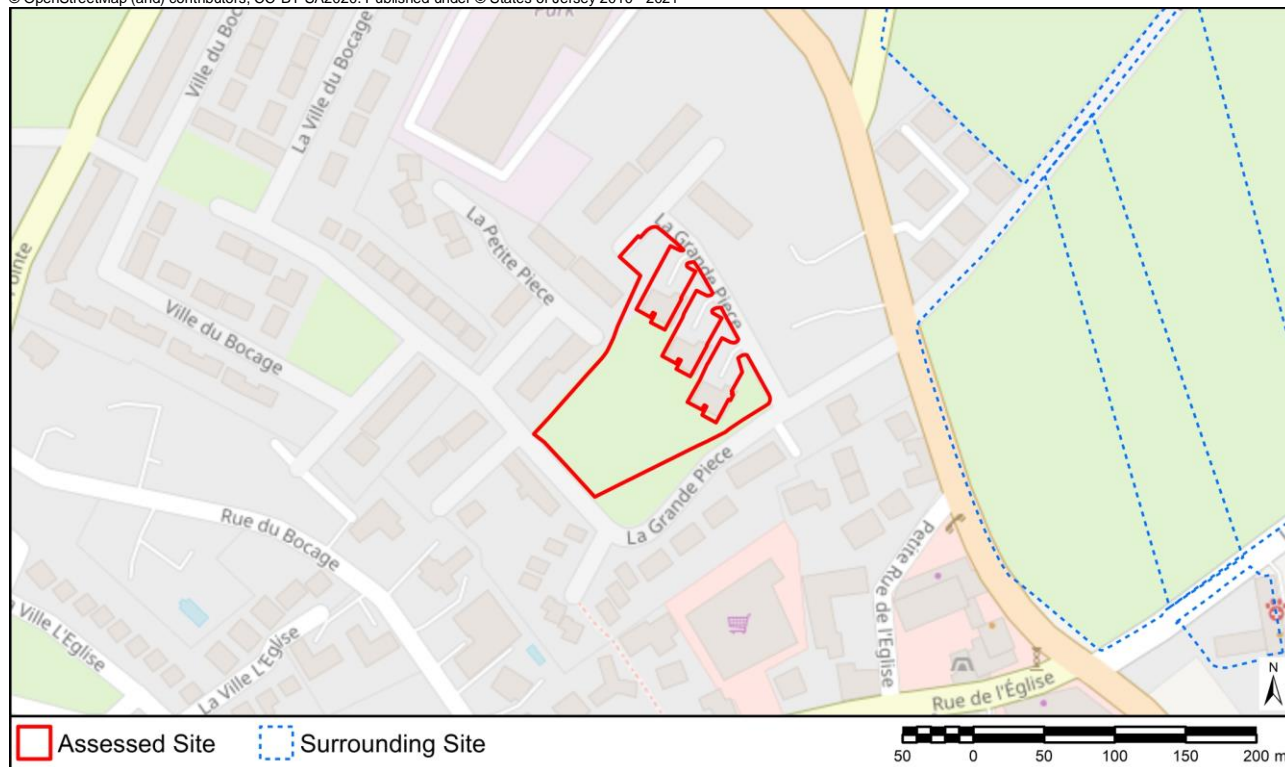 © OpenStreetMap (and) contributors, CC-BY-SA2020. Published under © States of Jersey 2010 - 2021
Park
Ville du Bocage
La Ville du Bocage
La Petite Piece
La Grande Piece
Pointe
Ville du Bocage
La Grande Piece
Rue du Bocage
Petite Rue de l'Eglise
Ville L'Eglise
La Ville L'Eglise
Rue de l'Église
N
Assessed Site
Surrounding Site
50 0 50 100 150 200 m